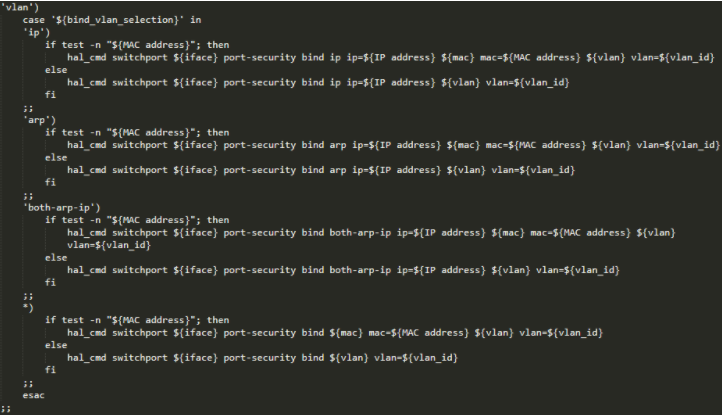 'vlan')
case '${bind_vlan_selection}' in
'ip')
if test -n "${MAC address}"; then
hal_cmd switchport ${iface} port-security bind ip ip=${IP address} ${mac} mac=${MAC address} ${vlan} vlan=${vlan_id}
else
hal_cmd switchport ${iface} port-security bind ip ip=${IP address} ${vlan} vlan=${vlan_id}
fi
;;
'arp')
if test -n "${MAC address}"; then
hal_cmd switchport ${iface} port-security bind arp ip=${IP address} ${mac} mac=${MAC address} ${vlan} vlan=${vlan_id}
else
hal_cmd switchport ${iface} port-security bind arp ip=${IP address} ${vlan} vlan=${vlan_id}
fi
;;
'both-arp-ip')
if test -n "${MAC address}"; then
hal_cmd switchport ${iface} port-security bind both-arp-ip ip=${IP address} ${mac} mac=${MAC address} ${vlan}
vlan=${vlan_id}
else
hal_cmd switchport ${iface} port-security bind both-arp-ip ip=${IP address} ${vlan} vlan=${vlan_id}
fi
;;
*)
if test -n "${MAC address}"; then
hal_cmd switchport ${iface} port-security bind ${mac} mac=${MAC address} ${vlan} vlan=${vlan_id}
else
hal_cmd switchport ${iface} port-security bind ${vlan} vlan=${vlan_id}
fi
;;
esac
;;